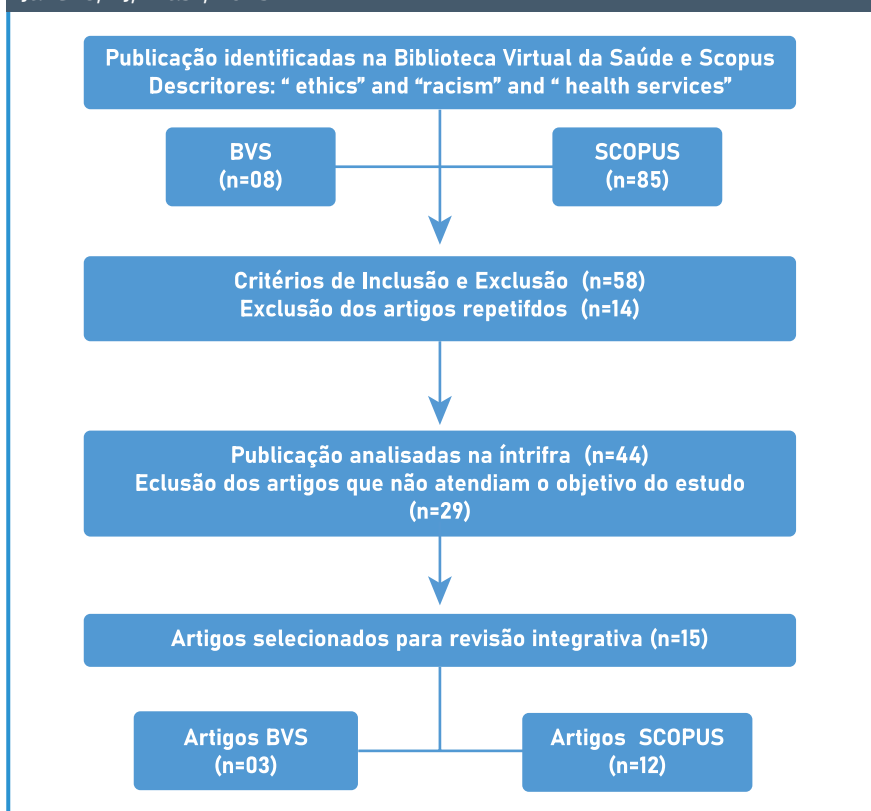 Publicação identificadas na Biblioteca Virtual da Saúde e Scopus
Descritores: “ ethics” and “racism” and “ health services”
BVS
(n=08)
SCOPUS
(n=85)
Critérios de Inclusão e Exclusão (n=58)
Exclusão dos artigos repetifdos (n=14)
Publicação analisadas na íntrifra (n=44)
Eclusão dos artigos que não atendiam o objetivo do estudo
(n=29)
Artigos selecionados para revisão integrativa (n=15)
Artigos BVS
(n=03)
Artigos SCOPUS
(n=12)